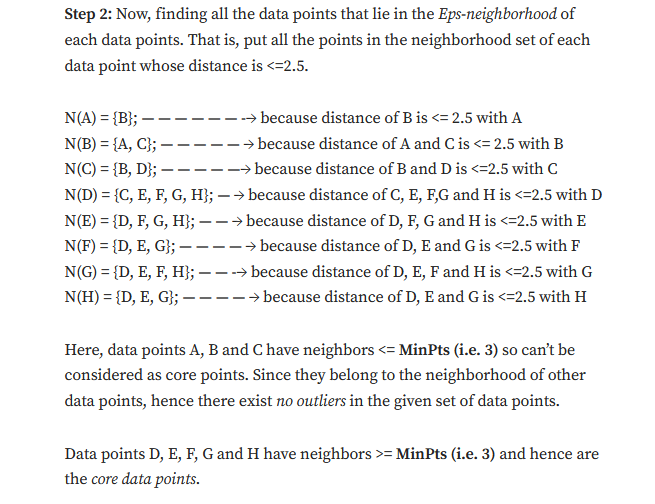 Step 2: Now, finding all the data points that lie in the Eps-neighborhood of
each data points. That is, put all the points in the neighborhood set of each
data point whose distance is <=2.5.
N(A) = {B}; — — — — — — --→ because distance of B is <= 2.5 with A
N(B) = {A, C}; — — — — —→ because distance of A and C is <= 2.5 with B
N(C) = {B, D}; — — — — —→ because distance of B and D is <=2.5 with C
N(D) = {C, E, F, G, H}; — → because distance of C, E, F,G and H is <=2.5 with D
N(E) = {D, F, G, H}; — — → because distance of D, F, G and H is <=2.5 with E
N(F) = {D, E, G}; — — — — → because distance of D, E and G is <=2.5 with F
N(G) = {D, E, F, H}; — — -→ because distance of D, E, F and H is <=2.5 with G
N(H) = {D, E, G}; — — — — → because distance of D, E and G is <=2.5 with H
Here, data points A, B and C have neighbors <= MinPts (i.e. 3) so can't be
considered as core points. Since they belong to the neighborhood of other
data points, hence there exist no outliers in the given set of data points.
Data points D, E, F, G and H have neighbors >= MinPts (i.e. 3) and hence are
the core data points.